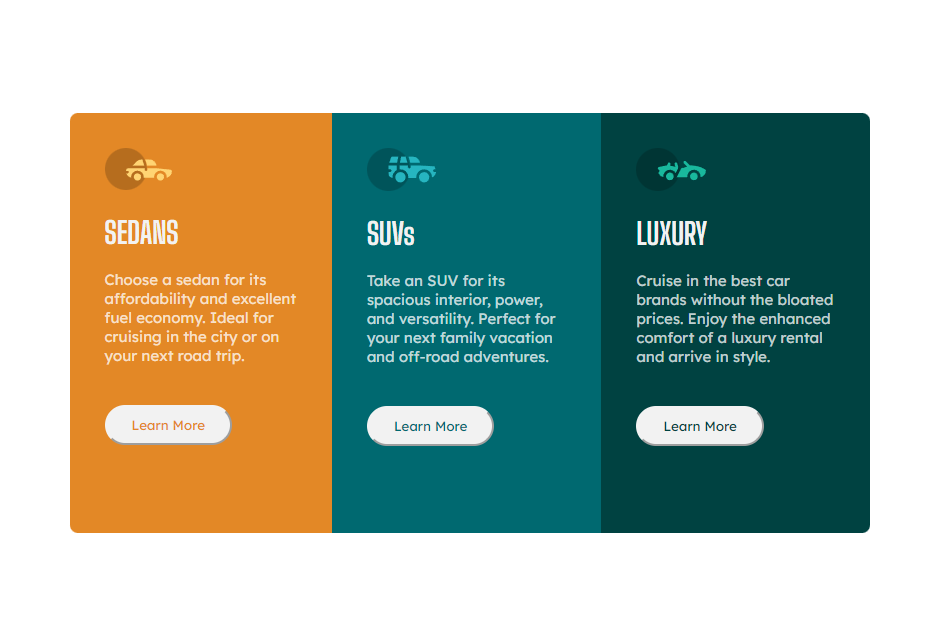 SEDANS
Choose a sedan for its
affordability and excellent
fuel economy. Ideal for
cruising in the city or on
your next road trip.
Learn More
SUVs
Take an SUV for its
spacious interior, power,
and versatility. Perfect for
your next family vacation
and off-road adventures.
Learn More
LUXURY
Cruise in the best car
brands without the bloated
prices. Enjoy the enhanced
comfort of a luxury rental
and arrive in style.
Learn More